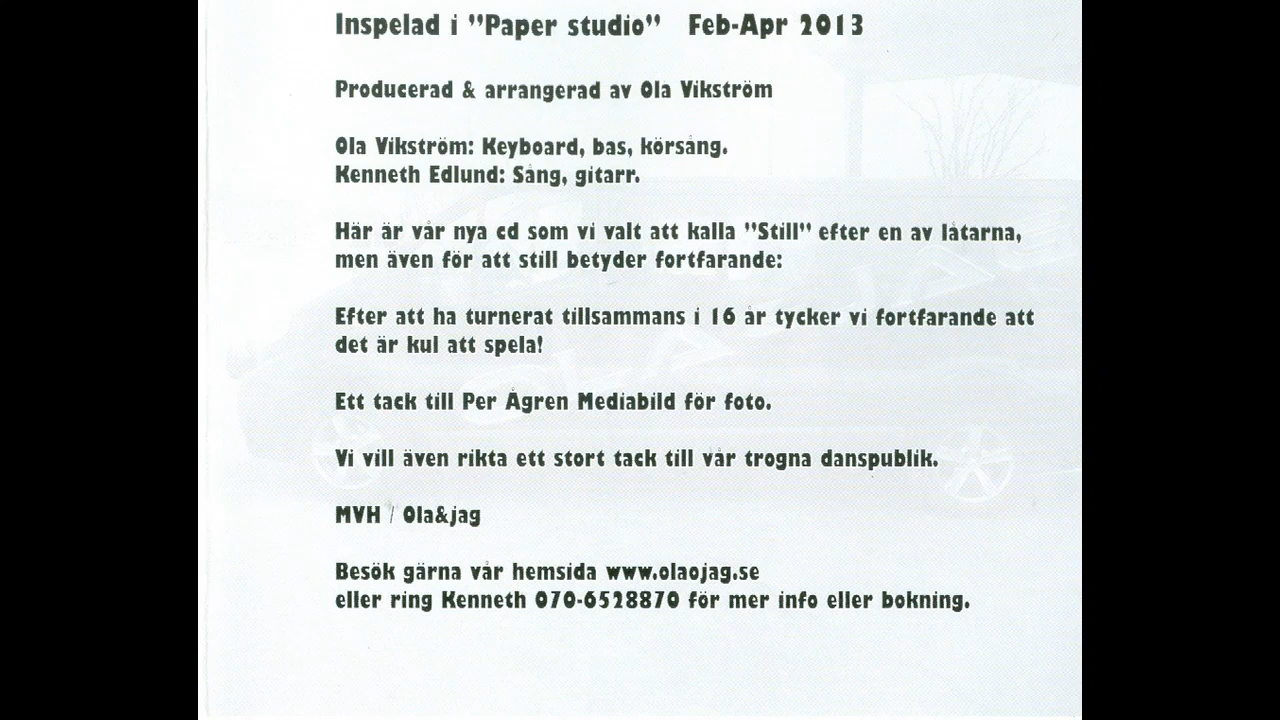 Inspelad i "Paper studio" Feb-Apr 2013
Producerad & arrangerad av Ola Vikström
Ola Vikström: Keyboard, bas, körsång.
Kenneth Edlund: Sång, gitarr.
Här är vår nya cd som vi valt att kalla "Still" efter en av låtarna,
men även för att still betyder fortfarande:
Efter att ha turnerat tillsammans i 16 år tycker vi fortfarande att
det är kul att spela!
Ett tack till Per Ågren Mediabild för foto.
Vi vill även rikta ett stort tack till vår trogna danspublik.
MVH / Ola&jag
Besök gärna vår hemsida www.olaojag.se
eller ring Kenneth 070-6528870 för mer info eller bokning.